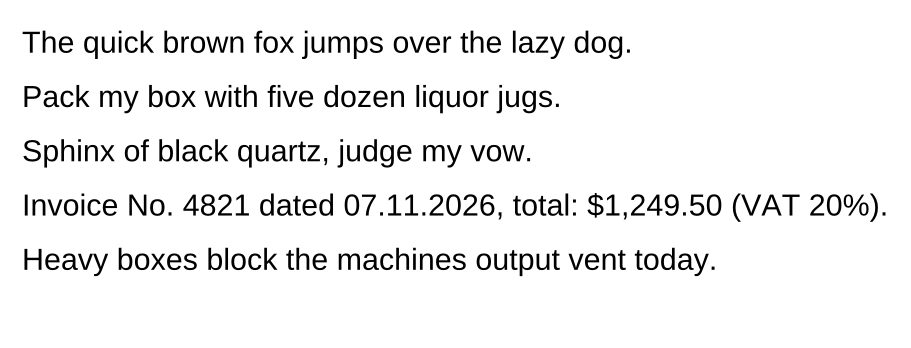 The quick brown fox jumps over the lazy dog.
Pack my box with five dozen liquor jugs.
Sphinx of black quartz, judge my vow.
Invoice No. 4821 dated 07.11.2026, total: $1,249.50 (VAT 20%).
Heavy boxes block the machines output vent today.